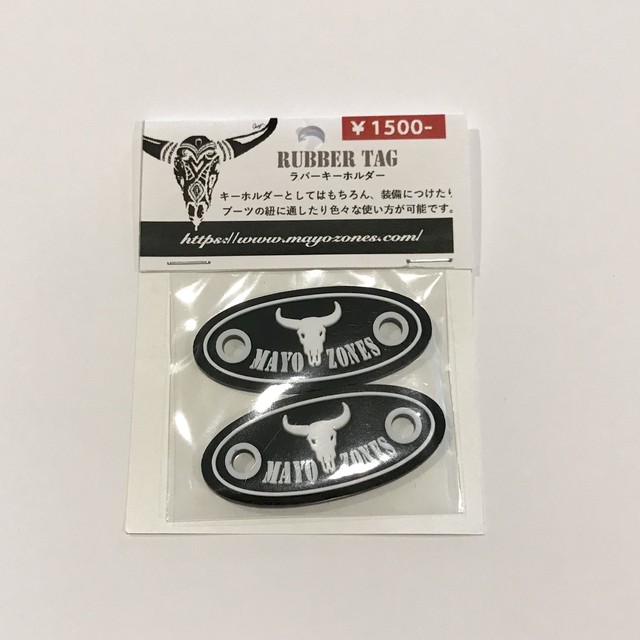 ¥1500-
RUBBER TAG
ラバーキーホルダー
キーホルダーとしてはもちろん、装備につけたり
ブーツの紐に通したり色々な使い方が可能です。
https://www.mayozones.com/
MAYO ZONES
MAYO ZONES